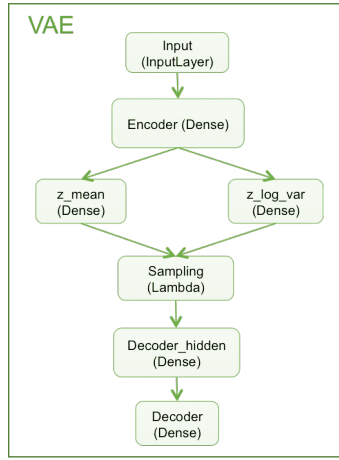 VAE
Input
(InputLayer)
Encoder (Dense)
z_mean
(Dense)
z_log_var
(Dense)
Sampling
(Lambda)
Decoder_hidden
(Dense)
Decoder
(Dense)